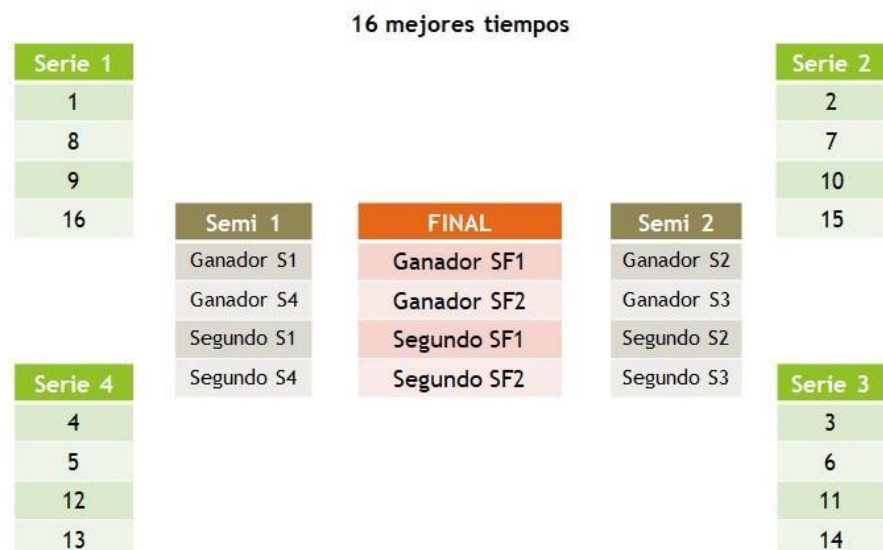 16 mejores tiempos
Serie 1
1
8
9
16
Serie 2
2
7
10
15
Semi 1
Ganador S1
Ganador S4
Segundo S1
Segundo S4
FINAL
Ganador SF1
Ganador SF2
Segundo SF1
Segundo SF2
Semi 2
Ganador S2
Ganador S3
Segundo S2
Segundo S3
Serie 4
4
5
12
13
Serie 3
3
6
11
14